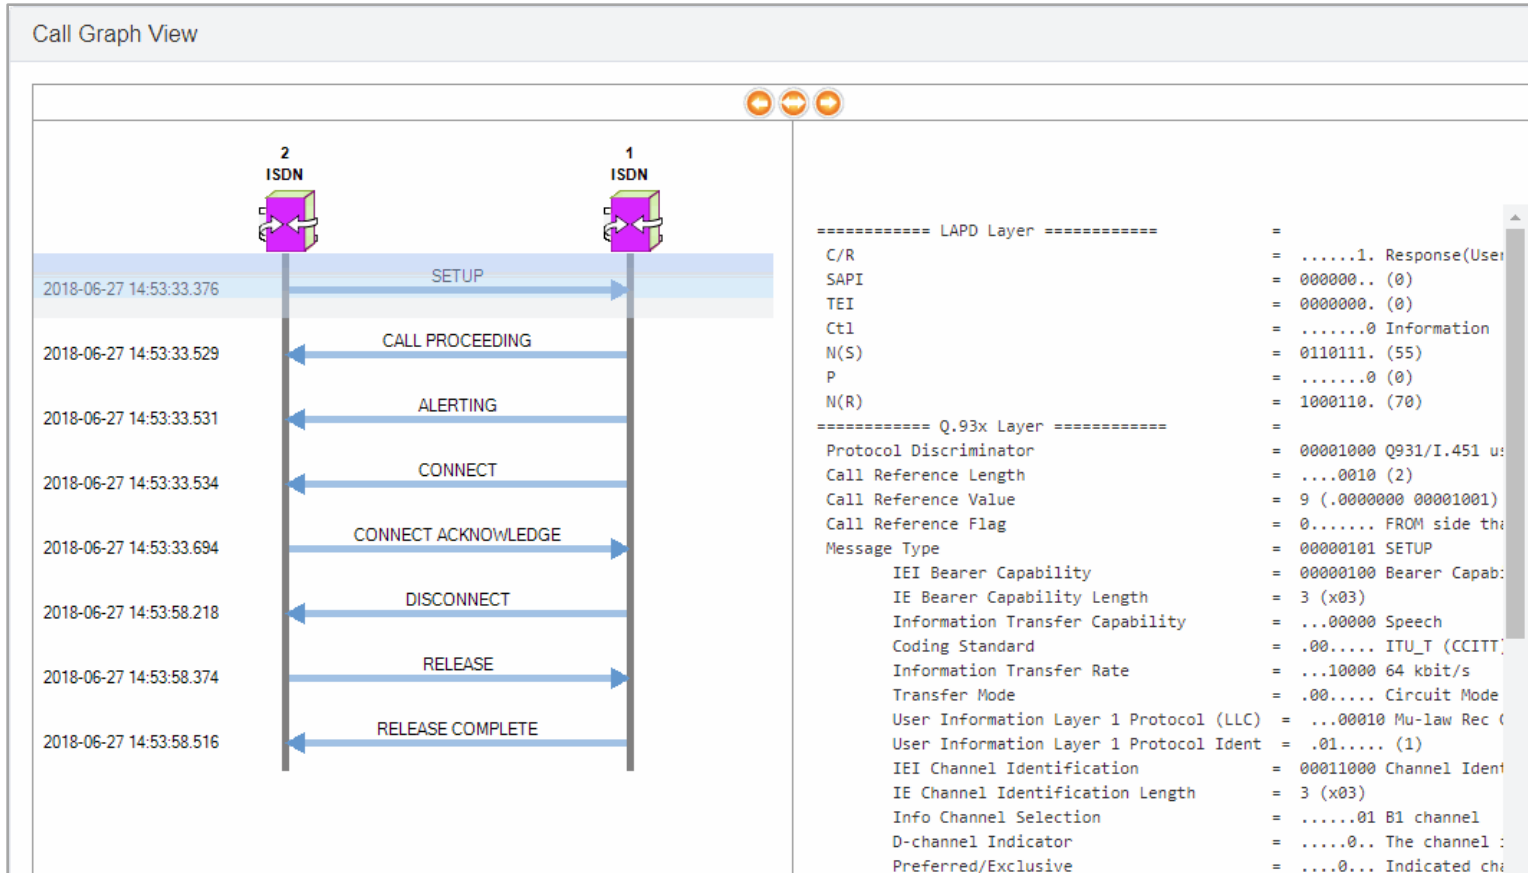 Call Graph View
2
ISDN
1
ISDN
2018-06-27 14:53:33.376
SETUP
2018-06-27 14:53:33.529
CALL PROCEEDING
2018-06-27 14:53:33.531
ALERTING
2018-06-27 14:53:33.534
CONNECT
2018-06-27 14:53:33.694
CONNECT ACKNOWLEDGE
2018-06-27 14:53:58.218
DISCONNECT
2018-06-27 14:53:58.374
RELEASE
2018-06-27 14:53:58.516
RELEASE COMPLETE
============ LAPD Layer ============ =
C/R = ......1. Response(User
SAPI = 000000.. (0)
TEI = 0000000. (0)
Ctl = .......0 Information
N(S) = 0110111. (55)
P = .......0 (0)
N(R) = 1000110. (70)
============ Q.93x Layer ============ =
Protocol Discriminator = 00001000 Q931/I.451
Call Reference Length = ....0010 (2)
Call Reference Value = 9 (.0000000 00001001)
Call Reference Flag = 0....... FROM side tha
Message Type = 00000101 SETUP
IEI Bearer Capability = 00000100 Bearer Capab
IE Bearer Capability Length = 3 (x03)
Information Transfer Capability = ...00000 Speech
Coding Standard = .00..... ITU_T (CCITT)
Information Transfer Rate = ...10000 64 kbit/s
Transfer Mode = .00..... Circuit Mode
User Information Layer 1 Protocol (LLC) = ...00010 Mu-law Rec
User Information Layer 1 Protocol Ident = .01..... (1)
IEI Channel Identification = 00011000 Channel Ident
IE Channel Identification Length = 3 (x03)
Info Channel Selection = ......01 B1 channel
D-channel Indicator = .....0.. The channel
Preferred/Exclusive = ....0... Indicated cha